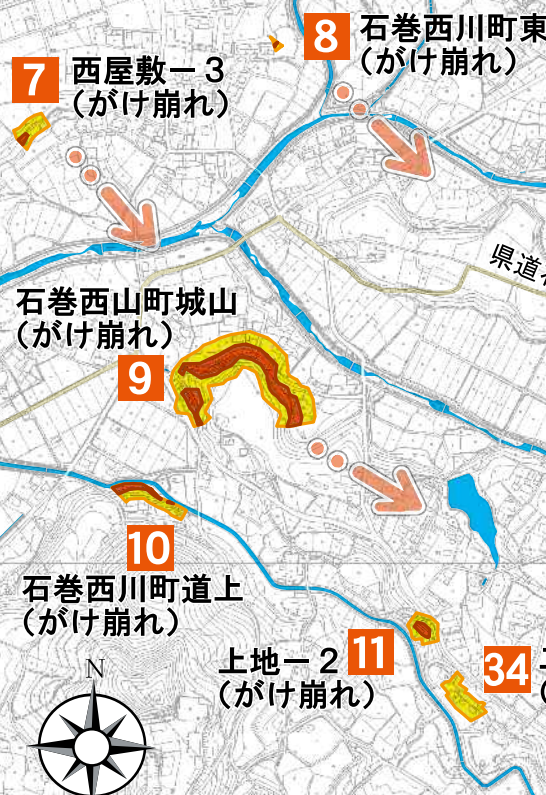 8
石巻西川町東
(がけ崩れ)
7
西屋敷ー3
(がけ崩れ)
県道
石巻西山町城山
(がけ崩れ)
9
10
石巻西川町道上
(がけ崩れ)
11
上地ー2
(がけ崩れ)
34
N